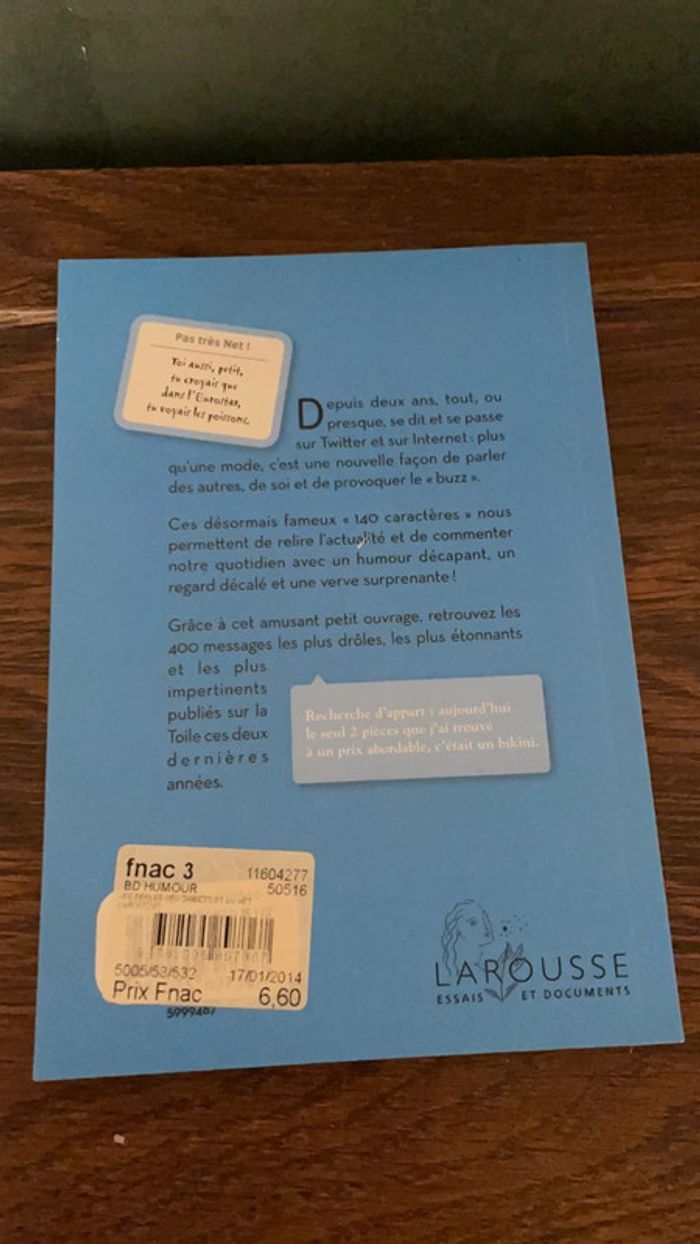 Pas très Net !
Toi aussi, petit,
tu croyais que
dans l'Eurostar,
tu voyais les poissons.
Depuis deux ans, tout, ou
presque, se dit et se passe
sur Twitter et sur Internet : plus
qu'une mode, c'est une nouvelle façon de parler
des autres, de soi et de provoquer le « buzz ».
Ces désormais fameux « 140 caractères » nous
permettent de relire l'actualité et de commenter
notre quotidien avec un humour décapant, un
regard décalé et une verve surprenante !
Grâce à cet amusant petit ouvrage, retrouvez les
400 messages les plus drôles, les plus étonnants
et les plus
impertinents
publiés sur la
Toile ces deux
dernières
années.
Recherche d'appart : aujourd'hui
le seul 2 pièces que j'ai trouvé
à un prix abordable, c'était un bikini.
fnac 3 11604277
BD HUMOUR 50516
5005/53/532 17/01/2014
Prix Fnac 6,60
5999487
LAROUSSE
ESSAIS ET DOCUMENTS